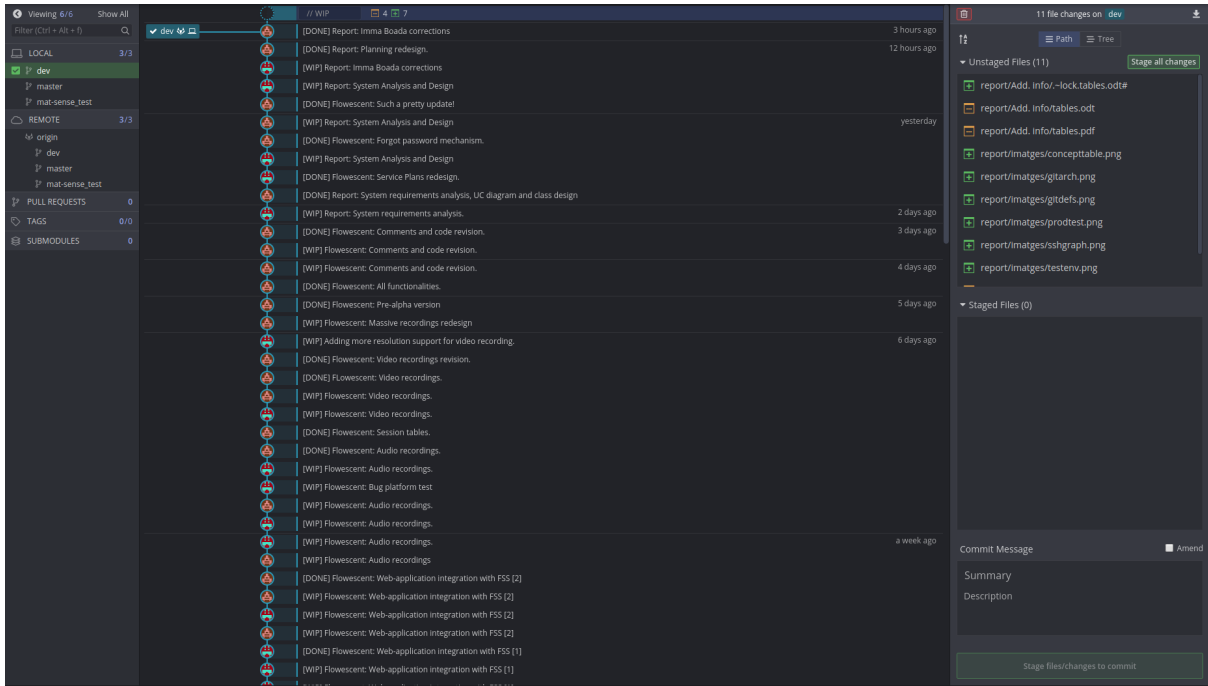 Viewing 6/6 Show All
Filter (Ctrl + Alt + f)
LOCAL 3/3
dev
master
mat-sense_test
REMOTE 3/3
origin
dev
master
mat-sense_test
PULL REQUESTS 0
TAGS 0/0
SUBMODULES 0
// WIP 4 7
dev
[DONE] Report: Imma Boada corrections 3 hours ago
[DONE] Report: Planning redesign. 12 hours ago
[WIP] Report: Imma Boada corrections
[WIP] Report: System Analysis and Design
[DONE] Flowescent: Such a pretty update!
[WIP] Report: System Analysis and Design yesterday
[DONE] Flowescent: Forgot password mechanism.
[WIP] Report: System Analysis and Design
[DONE] Flowescent: Service Plans redesign.
[DONE] Report: System requirements analysis, UC diagram and class design
[WIP] Report: System requirements analysis. 2 days ago
[DONE] Flowescent: Comments and code revision. 3 days ago
[WIP] Flowescent: Comments and code revision.
[WIP] Flowescent: Comments and code revision. 4 days ago
[DONE] Flowescent: All functionalities.
[DONE] Flowescent: Pre-alpha version 5 days ago
[WIP] Flowescent: Massive recordings redesign
[WIP] Adding more resolution support for video recording. 6 days ago
[DONE] Flowescent: Video recordings revision.
[DONE] FLowescent: Video recordings.
[WIP] Flowescent: Video recordings.
[WIP] Flowescent: Video recordings.
[DONE] Flowescent: Session tables.
[DONE] Flowescent: Audio recordings.
[WIP] Flowescent: Audio recordings.
[WIP] Flowescent: Bug platform test
[WIP] Flowescent: Audio recordings.
[WIP] Flowescent: Audio recordings.
[WIP] Flowescent: Audio recordings. a week ago
[WIP] Flowescent: Audio recordings
[DONE] Flowescent: Web-application integration with FSS [2]
[WIP] Flowescent: Web-application integration with FSS [2]
[WIP] Flowescent: Web-application integration with FSS [2]
[WIP] Flowescent: Web-application integration with FSS [2]
[DONE] Flowescent: Web-application integration with FSS [1]
[WIP] Flowescent: Web-application integration with FSS [1]
11 file changes on dev
Path Tree
Unstaged Files (11) Stage all changes
report/Add. info/.~lock.tables.odt#
report/Add. info/tables.odt
report/Add. info/tables.pdf
report/imatges/concepttable.png
report/imatges/gitarch.png
report/imatges/gitdefs.png
report/imatges/prodtest.png
report/imatges/sshgraph.png
report/imatges/testenv.png
Staged Files (0)
Commit Message Amend
Summary
Description
Stage files/changes to commit